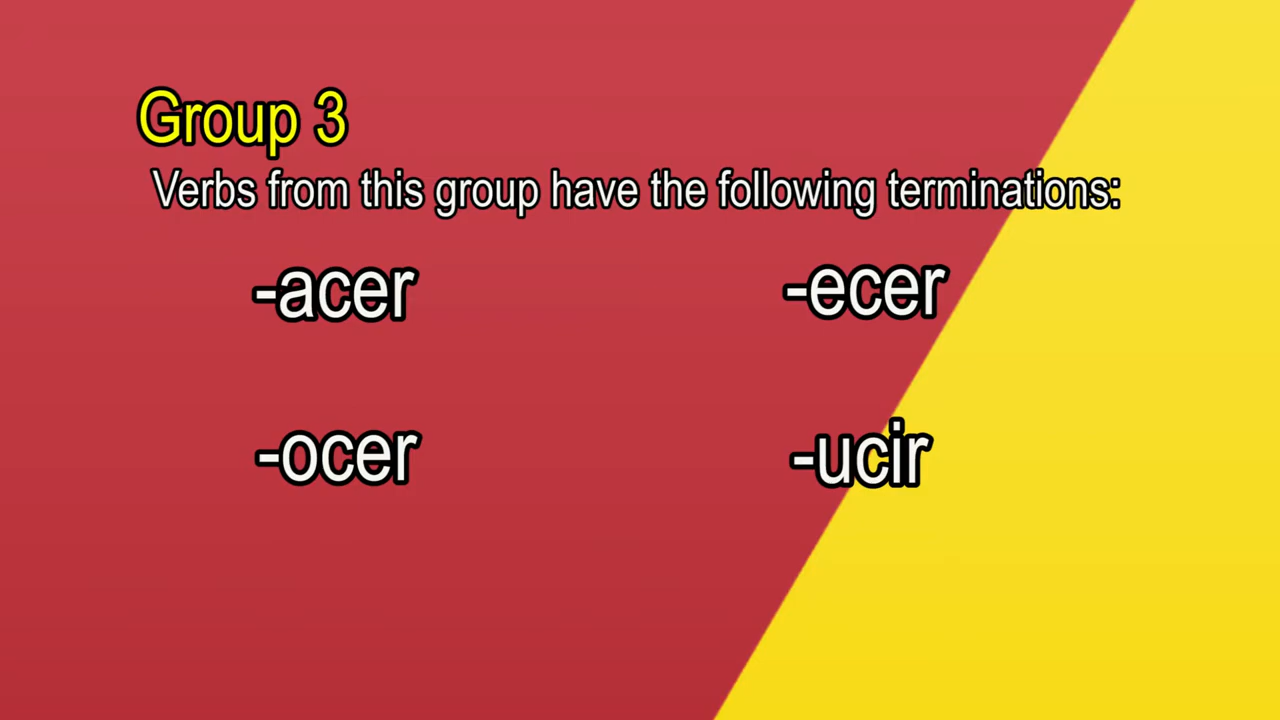 Group 3
Verbs from this group have the following terminations:
-acer -ecer
-ocer -ucir